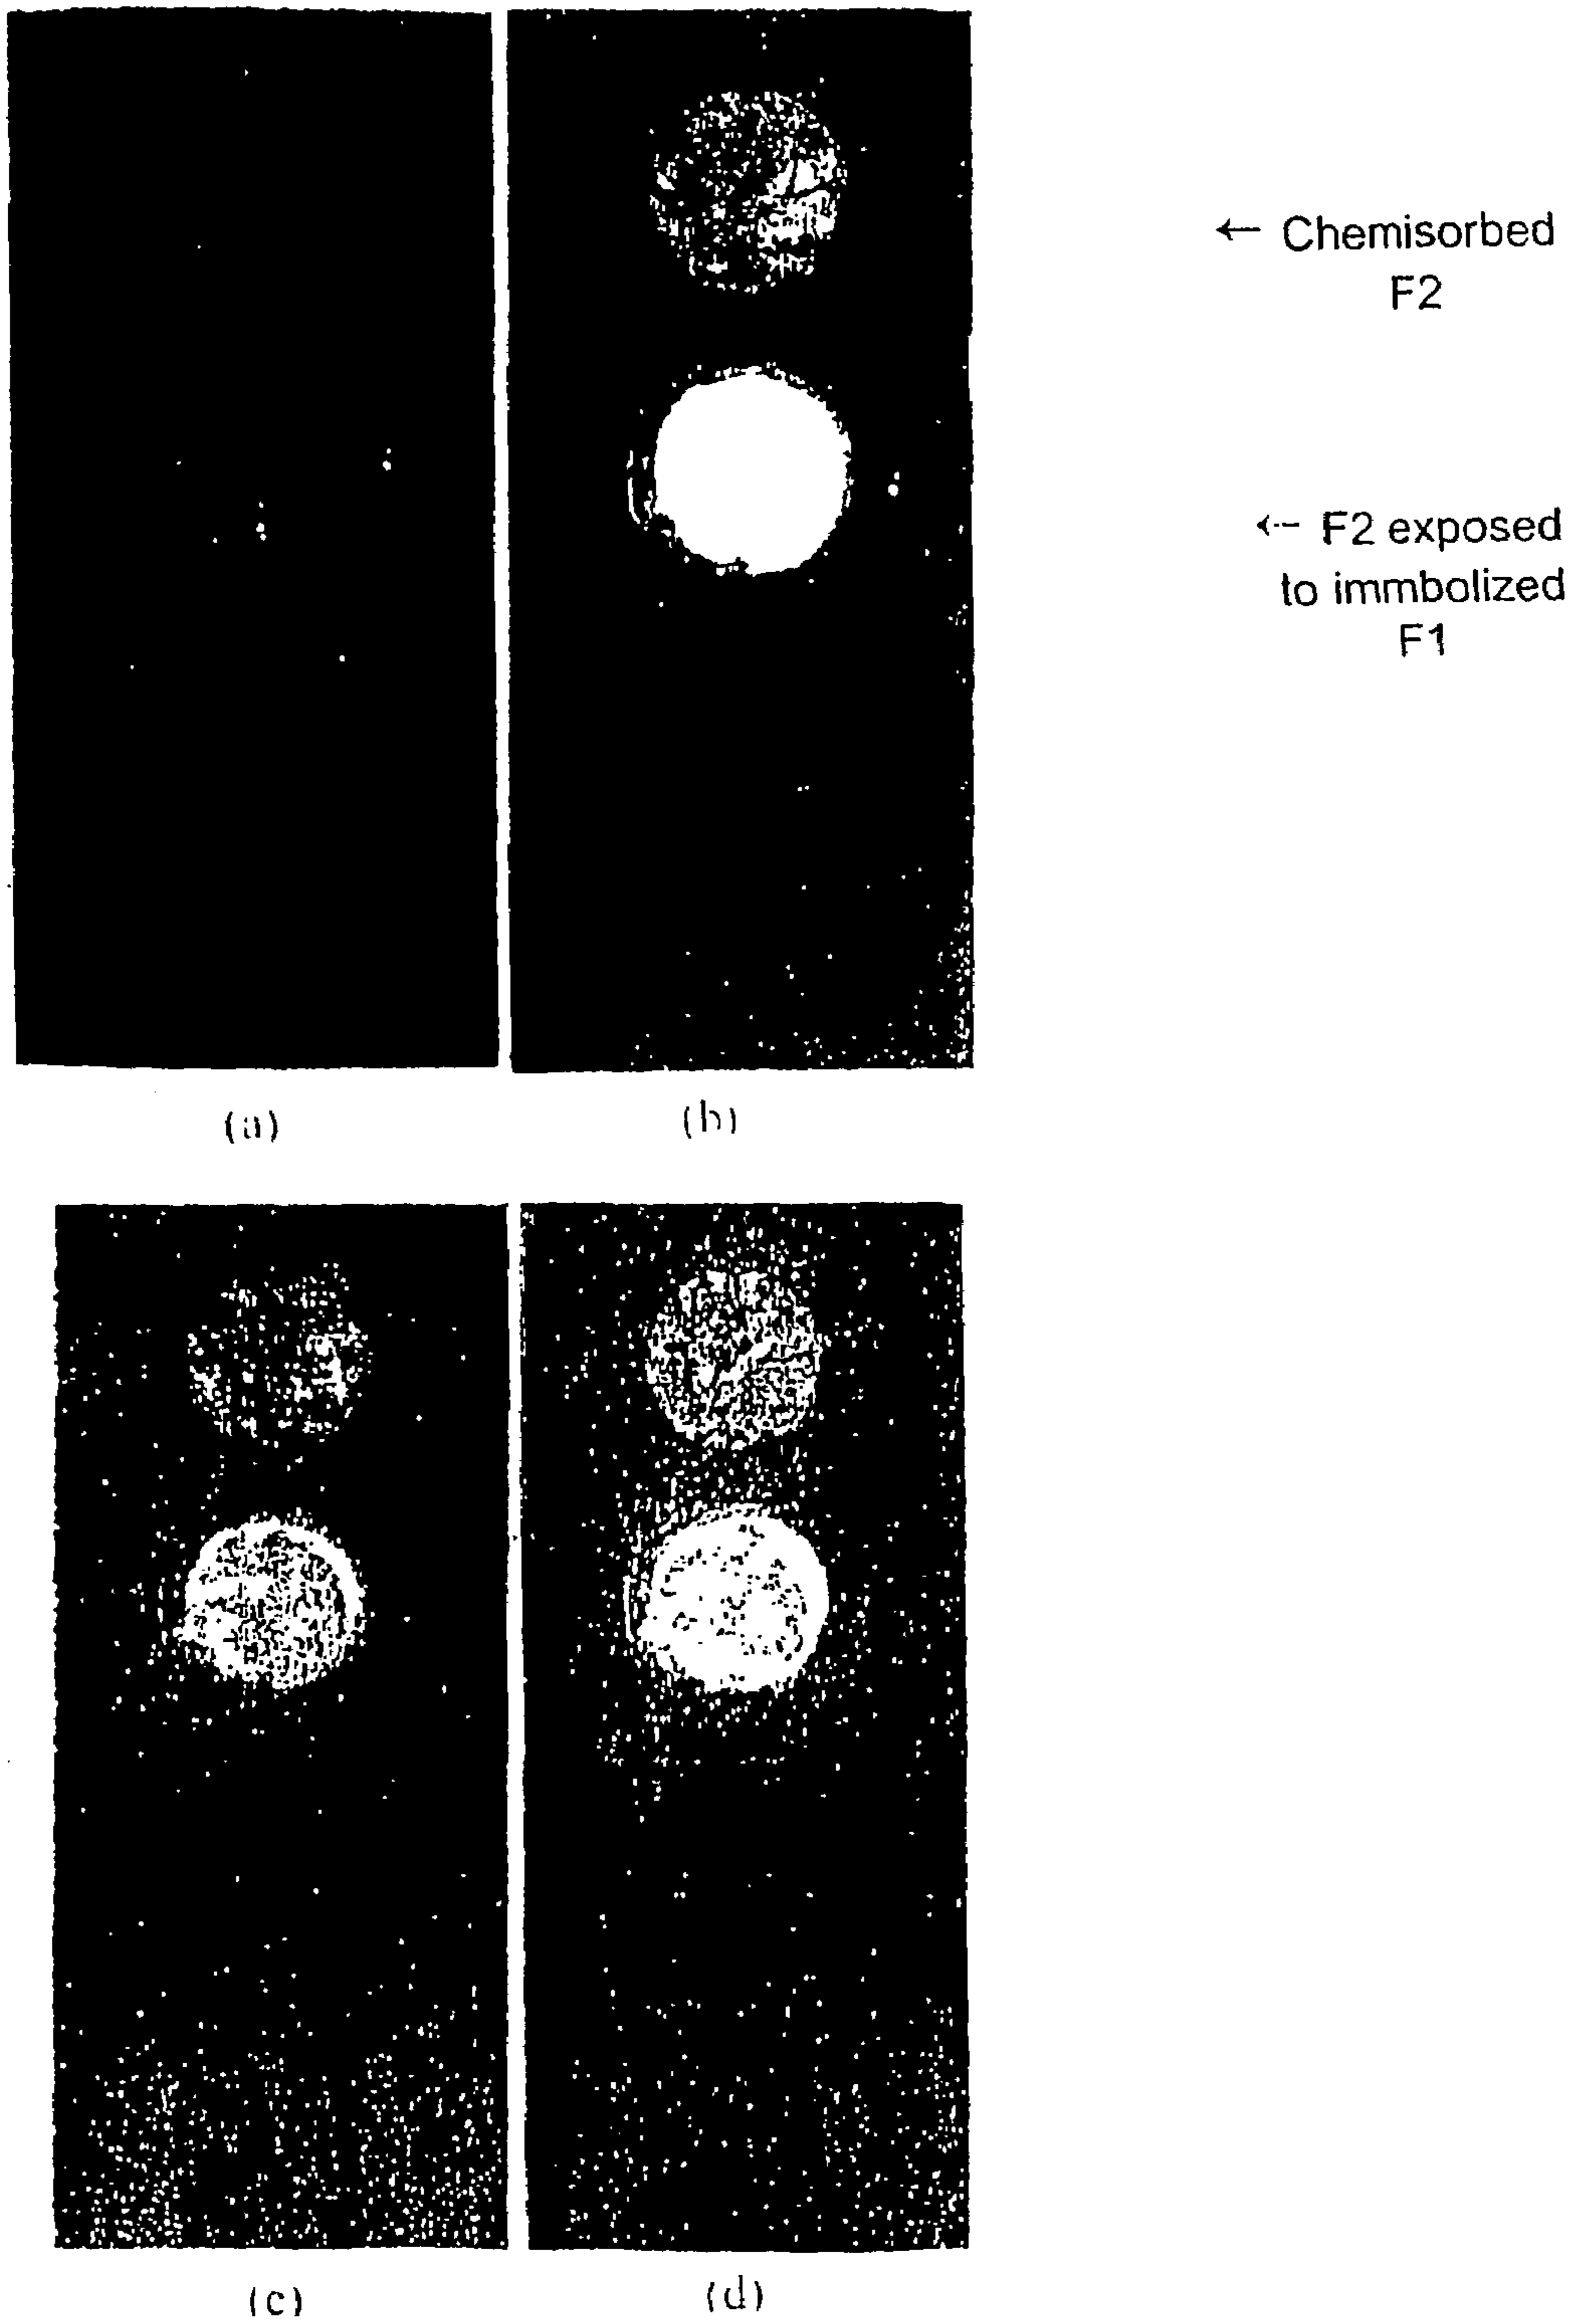 ← Chemisorbed
F2
← F2 exposed
to immbolized
F1
(a)
(b)
(c)
(d)